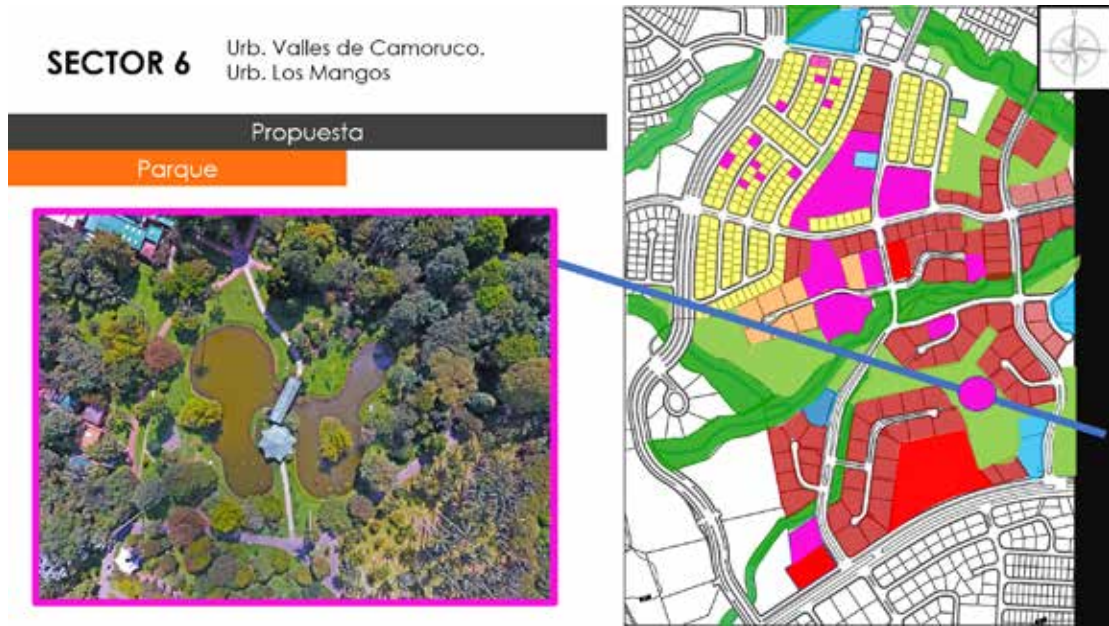 SECTOR 6
Urb. Valles de Camoruco.
Urb. Los Mangos
Propuesta
Parque